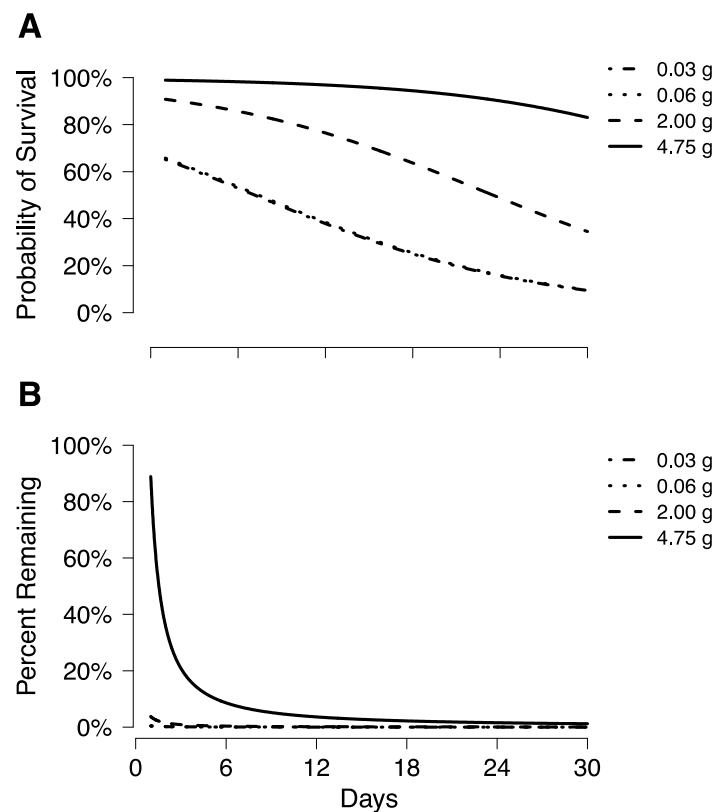 A
Probability of Survival
100%
80%
60%
40%
20%
0%
0.03 g
0.06 g
2.00 g
4.75 g
B
Percent Remaining
100%
80%
60%
40%
20%
0%
0.03 g
0.06 g
2.00 g
4.75 g
0 6 12 18 24 30
Days